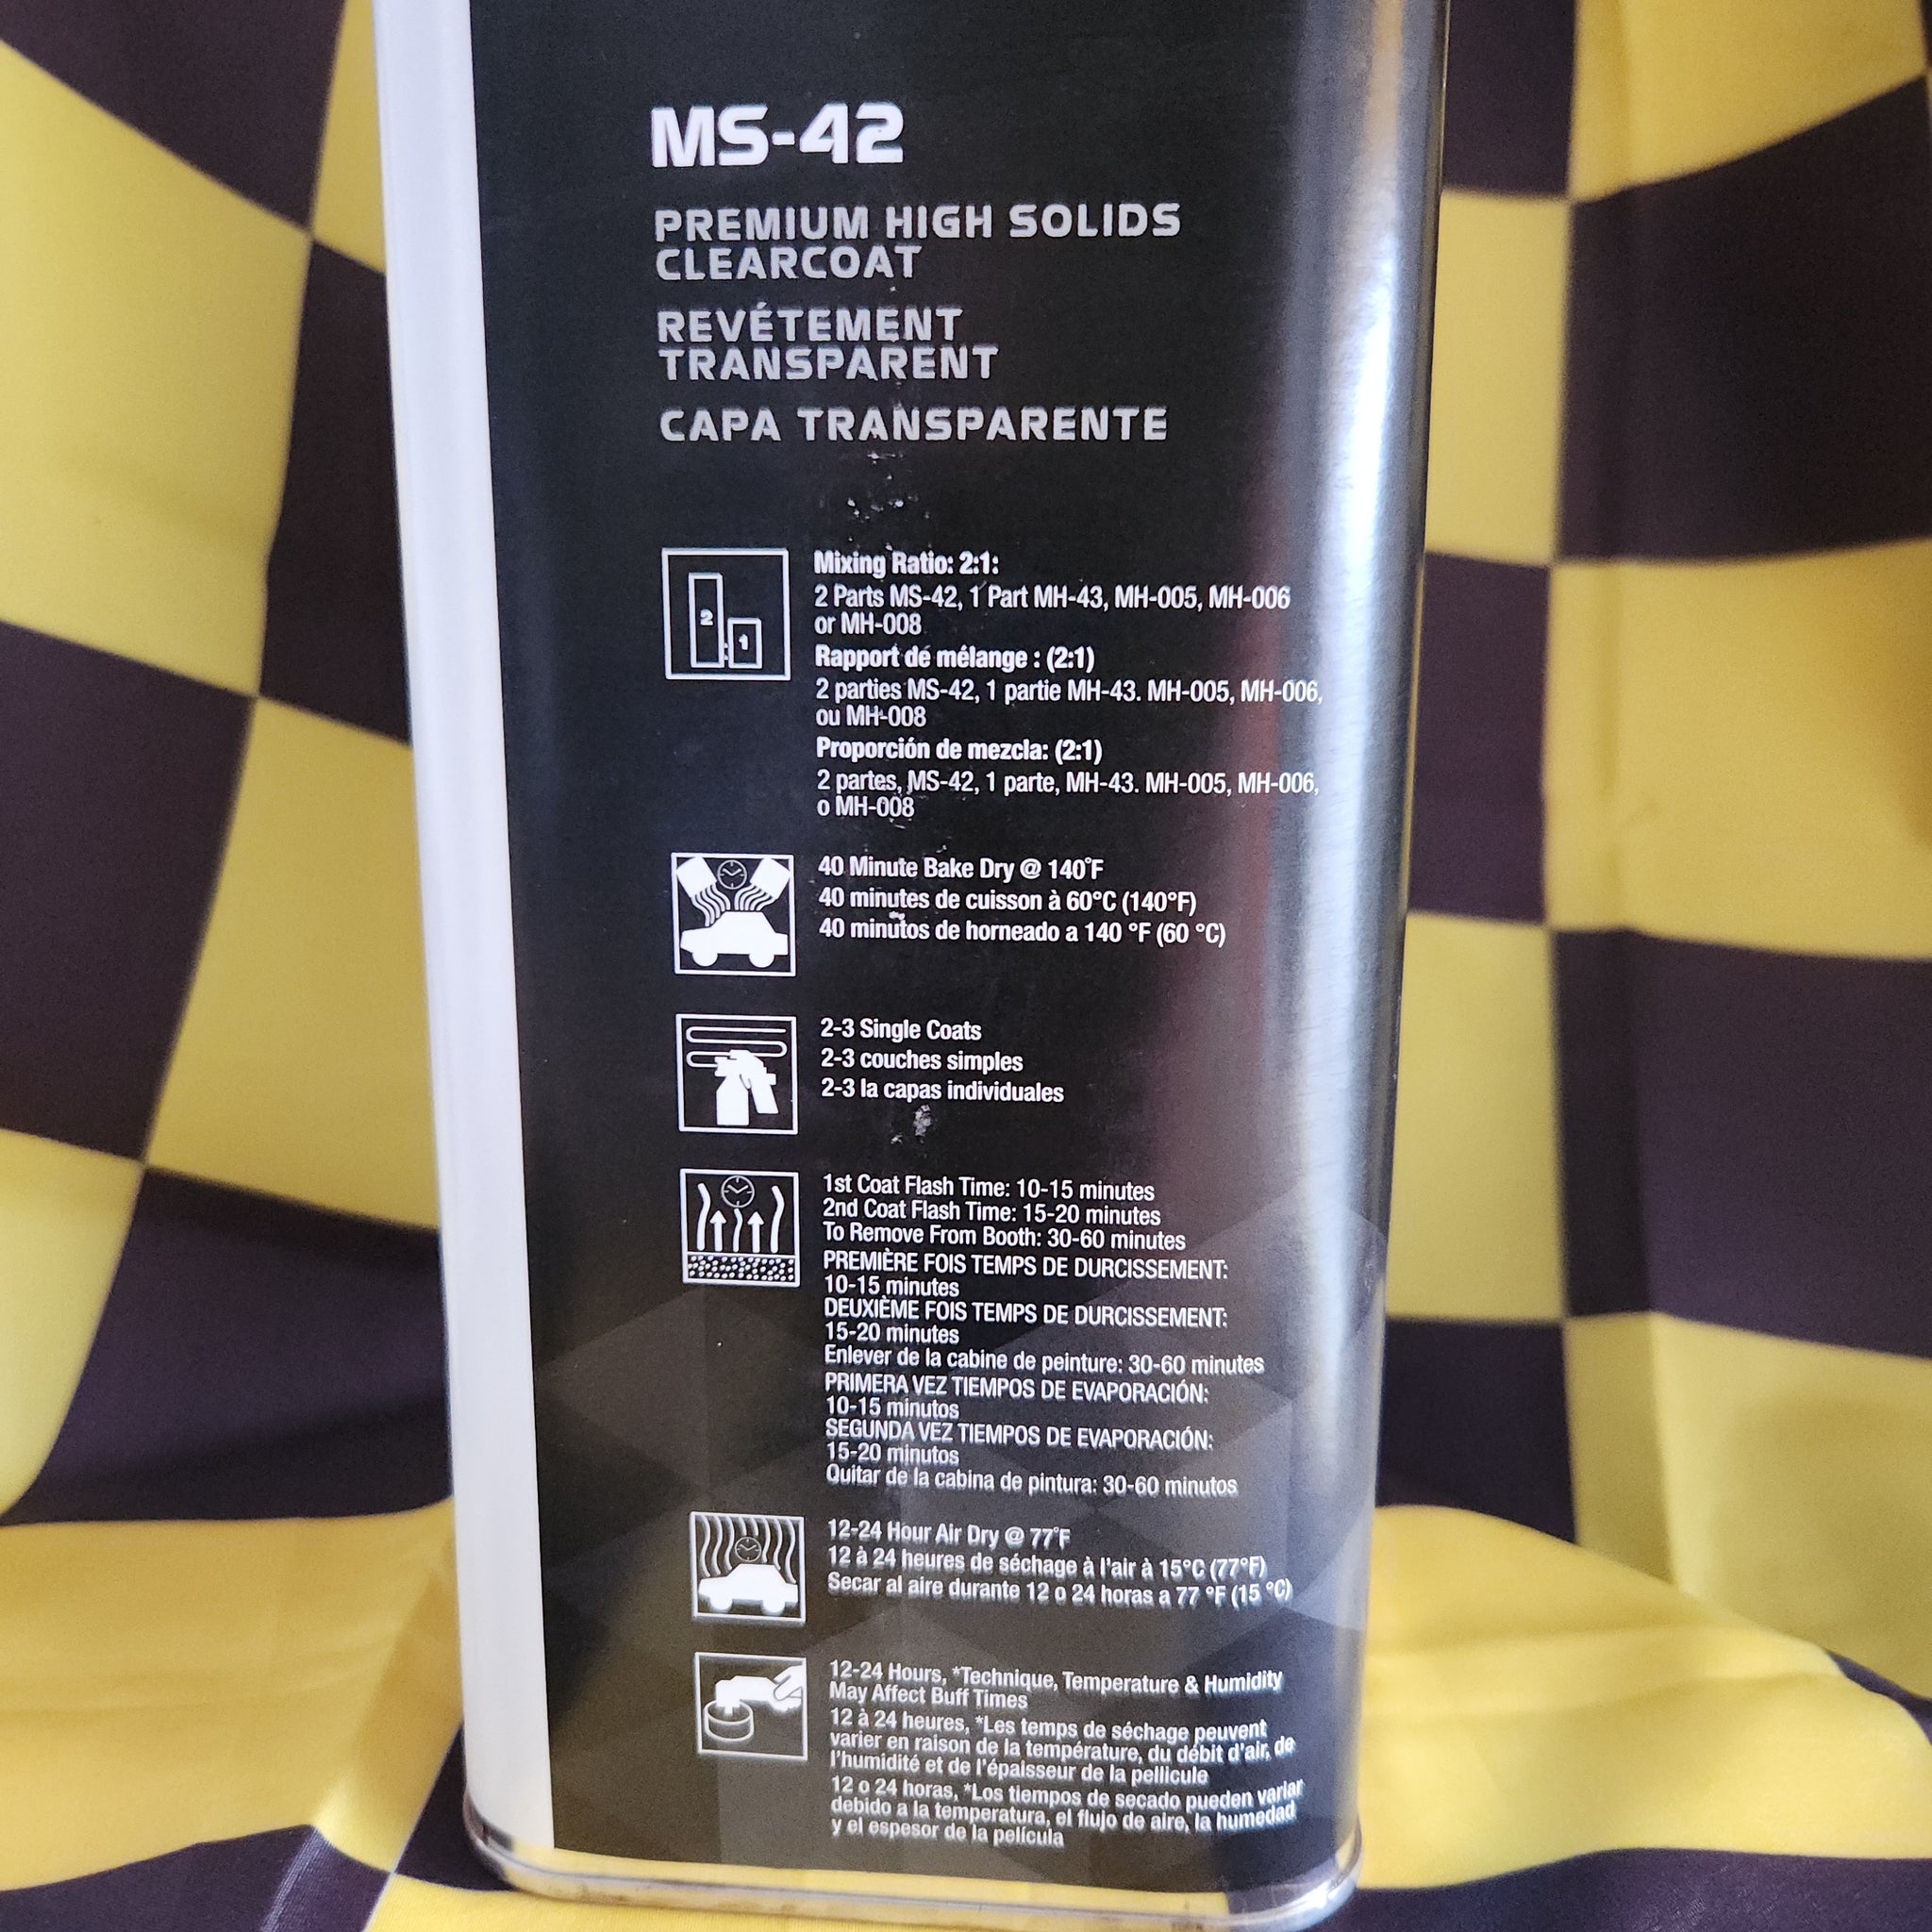 MS-42
PREMIUM HIGH SOLIDS
CLEARCOAT
REVÉTEMENT
TRANSPARENT
CAPA TRANSPARENTE
2
:
1
Mixing Ratio: 2:1:
2 Parts MS-42, 1 Part MH-43, MH-005, MH-006
or MH-008
Rapport de mélange : (2:1)
2 parties MS-42, 1 partie MH-43. MH-005, MH-006,
ou MH-008
Proporción de mezcla: (2:1)
2 partes, MS-42, 1 parte, MH-43. MH-005, MH-006,
o MH-008
40 Minute Bake Dry @ 140°F
40 minutes de cuisson à 60°C (140°F)
40 minutos de horneado a 140 °F (60 °C)
2-3 Single Coats
2-3 couches simples
2-3 la capas individuales
1st Coat Flash Time: 10-15 minutes
2nd Coat Flash Time: 15-20 minutes
To Remove From Booth: 30-60 minutes
PREMIÈRE FOIS TEMPS DE DURCISSEMENT:
10-15 minutes
DEUXIÈME FOIS TEMPS DE DURCISSEMENT:
15-20 minutes
Enlever de la cabine de peinture: 30-60 minutes
PRIMERA VEZ TIEMPOS DE EVAPORACIÓN:
10-15 minutos
SEGUNDA VEZ TIEMPOS DE EVAPORACIÓN:
15-20 minutos
Quitar de la cabina de pintura: 30-60 minutos
12-24 Hour Air Dry @ 77°F
12 à 24 heures de séchage à l'air à 15°C (77°F)
Secar al aire durante 12 o 24 horas a 77 °F (15 °C)
12-24 Hours, *Technique, Temperature & Humidity
May Affect Buff Times
12 à 24 heures, *Les temps de séchage peuvent
varier en raison de la température, du débit d'air, de
l'humidité et de l'épaisseur de la pellicule
12 o 24 horas, *Los tiempos de secado pueden variar
debido a la temperatura, el flujo de aire, la humedad
y el espesor de la película